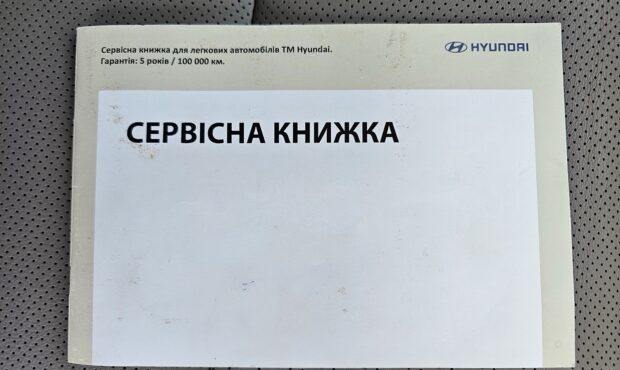 Сервісна книжка для легкових автомобілів ТМ Hyundai.
Гарантія: 5 років / 100 000 км.
HYUNDAI
СЕРВІСНА КНИЖКА